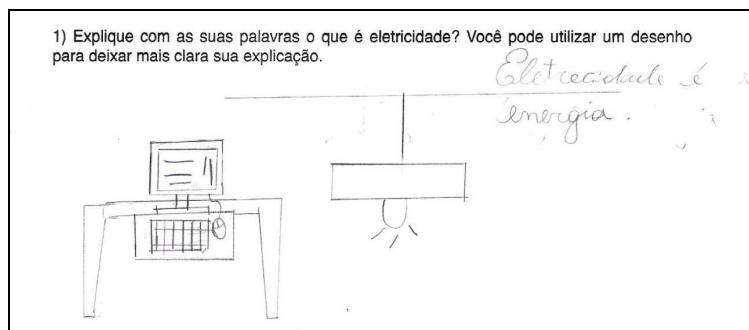 1) Explique com as suas palavras o que é eletricidade? Você pode utilizar um desenho
para deixar mais clara sua explicação.
Eletrecidade é
energia.